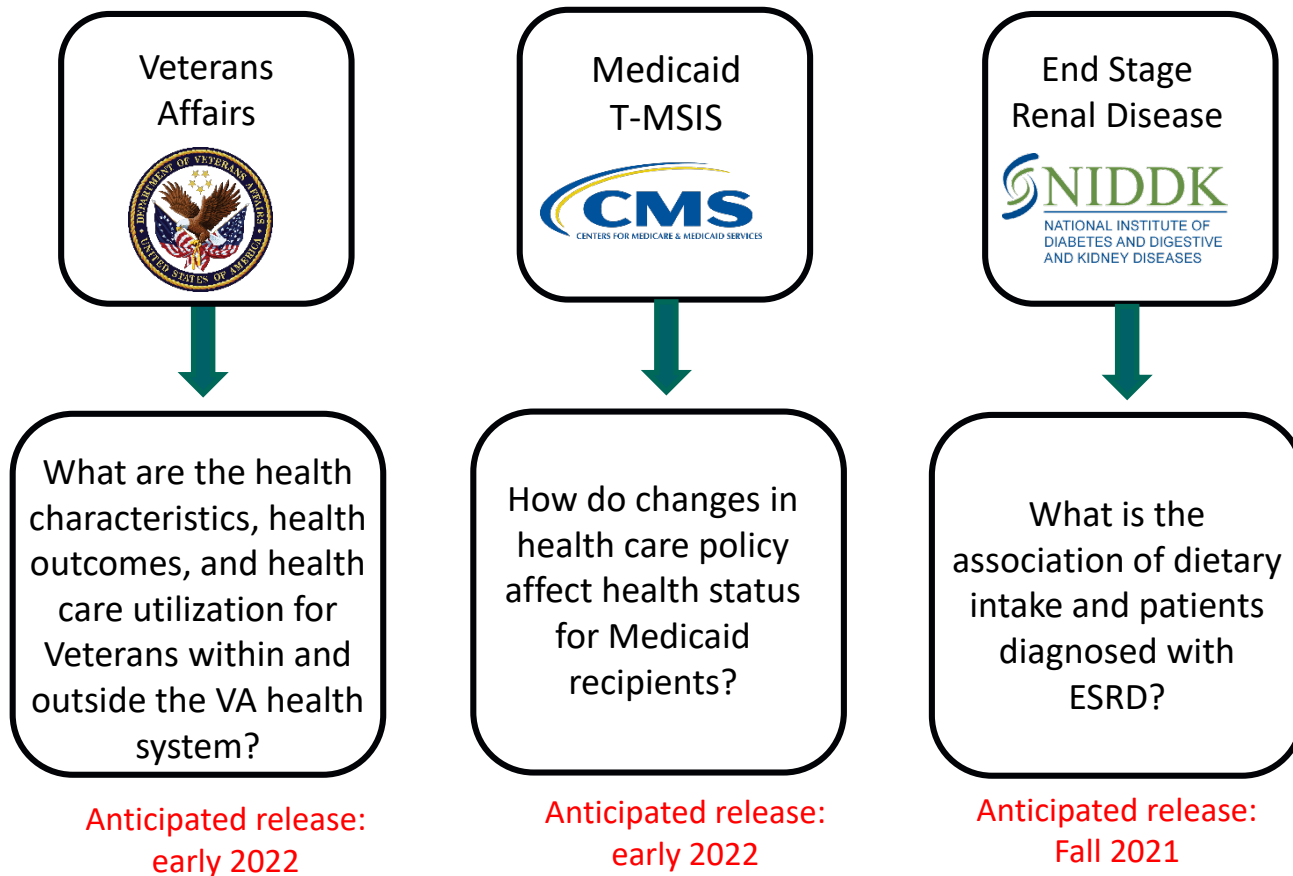 Veterans
Affairs
DEPARTMENT OF VETERANS AFFAIRS
UNITED STATES OF AMERICA
What are the health
characteristics, health
outcomes, and health
care utilization for
Veterans within and
outside the VA health
system?
Anticipated release:
early 2022
Medicaid
T-MSIS
CMS
CENTERS FOR MEDICARE & MEDICAID SERVICES
How do changes in
health care policy
affect health status
for Medicaid
recipients?
Anticipated release:
early 2022
End Stage
Renal Disease
NIDDK
NATIONAL INSTITUTE OF
DIABETES AND DIGESTIVE
AND KIDNEY DISEASES
What is the
association of dietary
intake and patients
diagnosed with
ESRD?
Anticipated release:
Fall 2021